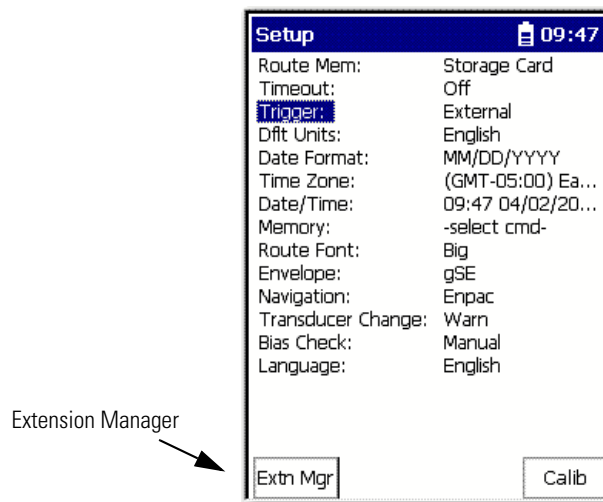 Setup 09:47
Route Mem: Storage Card
Timeout: Off
Trigger: External
Dflt Units: English
Date Format: MM/DD/YYYY
Time Zone: (GMT-05:00) Ea...
Date/Time: 09:47 04/02/20...
Memory: -select cmd-
Route Font: Big
Envelope: gSE
Navigation: Enpac
Transducer Change: Warn
Bias Check: Manual
Language: English
Extension Manager
Extn Mgr Calib